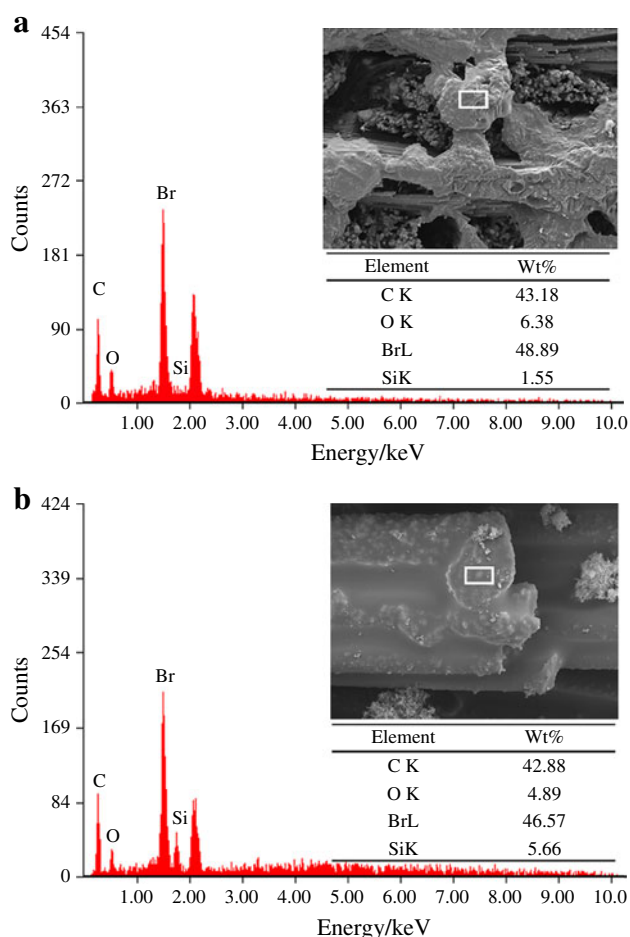 a
454
363
272
181
90
0
Counts
C
O
Br
Si
1.00 2.00 3.00 4.00 5.00 6.00 7.00 8.00 9.00 10.0
Energy/keV
Element Wt%
C K 43.18
O K 6.38
BrL 48.89
SiK 1.55
b
424
339
254
169
84
0
Counts
C
O
Br
Si
1.00 2.00 3.00 4.00 5.00 6.00 7.00 8.00 9.00 10.0
Energy/keV
Element Wt%
C K 42.88
O K 4.89
BrL 46.57
SiK 5.66